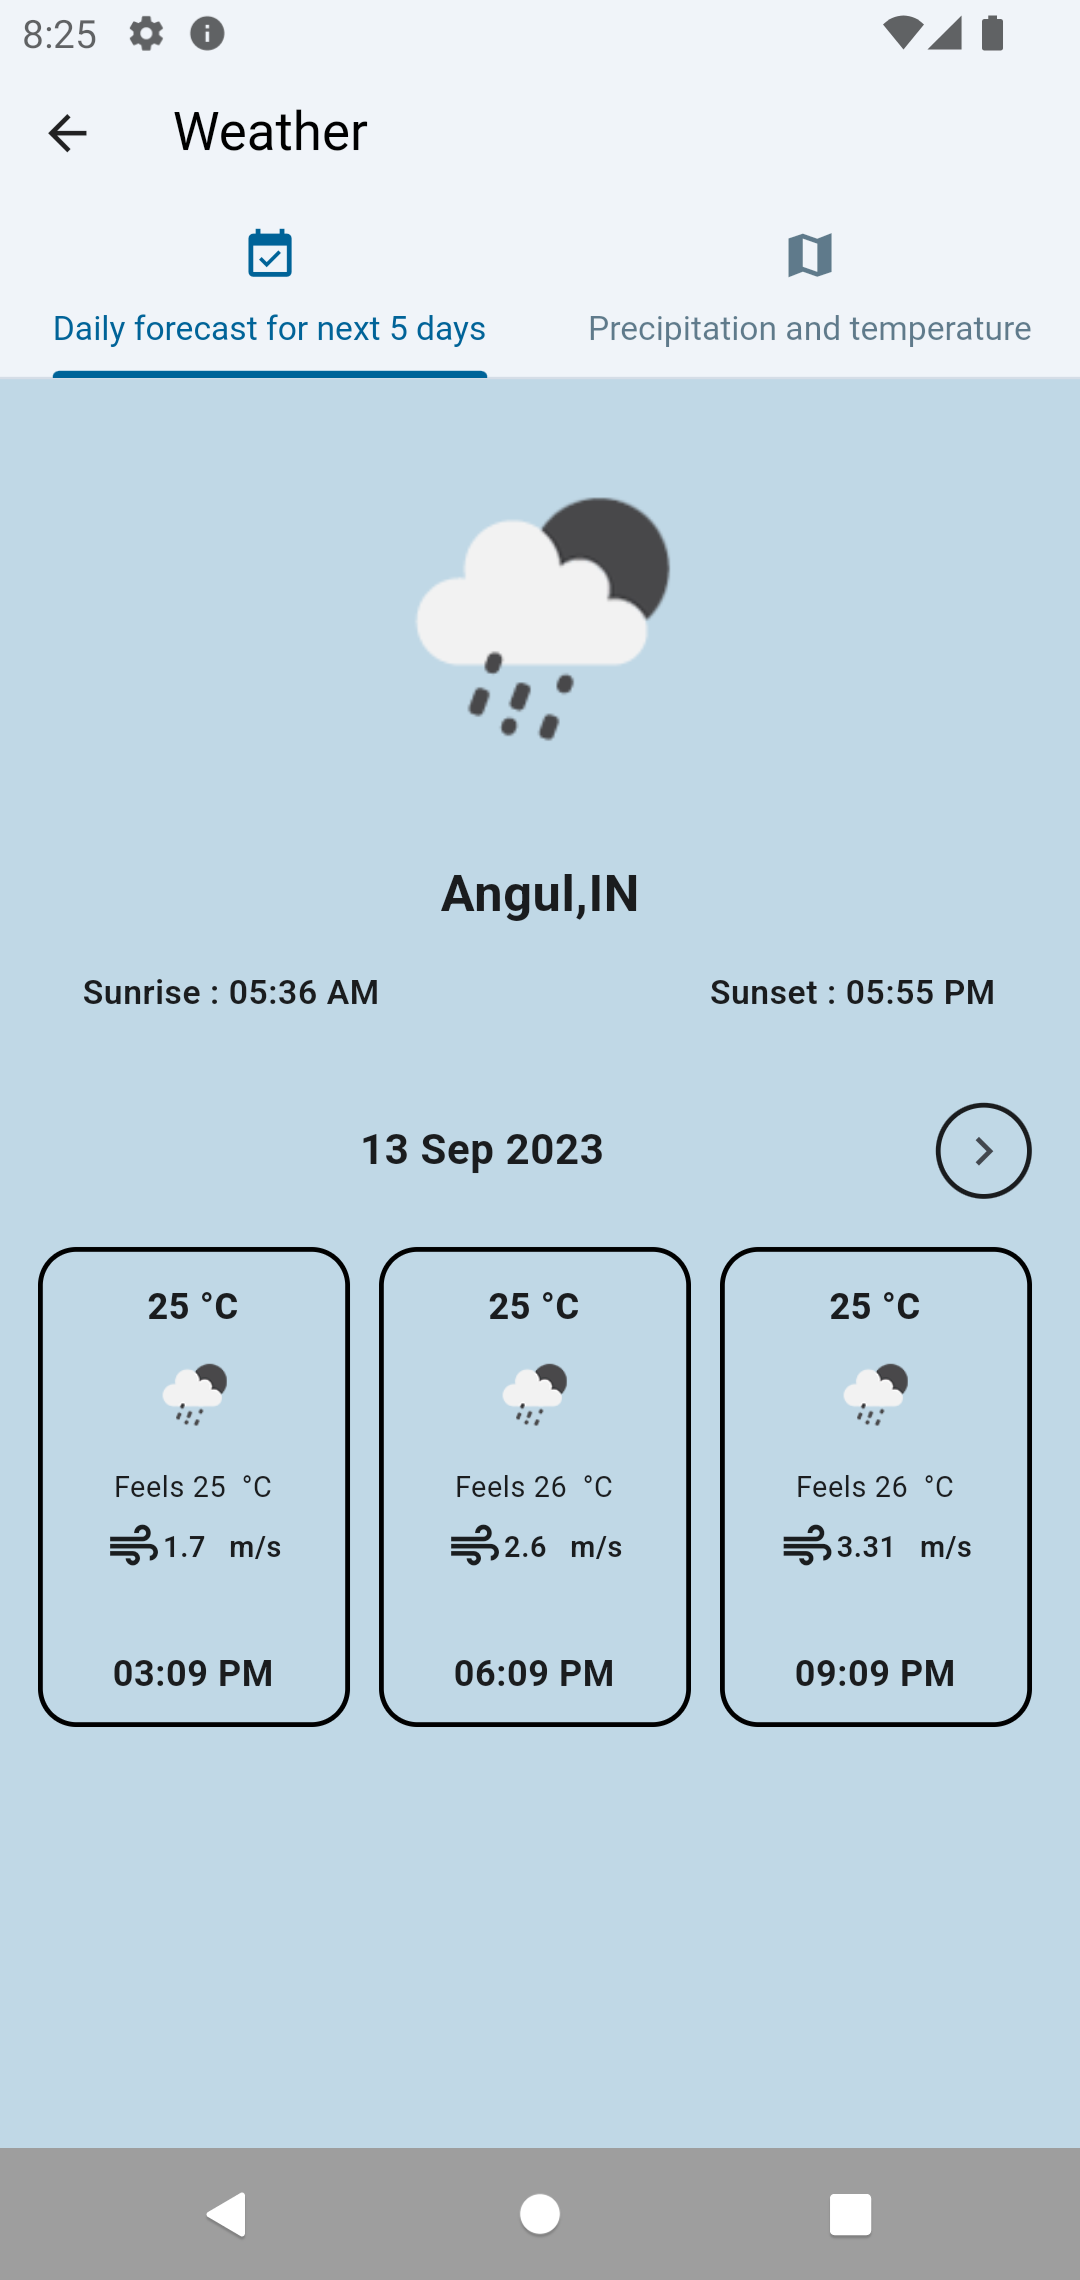 8:25
Weather
Daily forecast for next 5 days
Precipitation and temperature
Angul,IN
Sunrise : 05:36 AM
Sunset : 05:55 PM
13 Sep 2023
25 °C
Feels 25 °C
1.7 m/s
03:09 PM
25 °C
Feels 26 °C
2.6 m/s
06:09 PM
25 °C
Feels 26 °C
3.31 m/s
09:09 PM